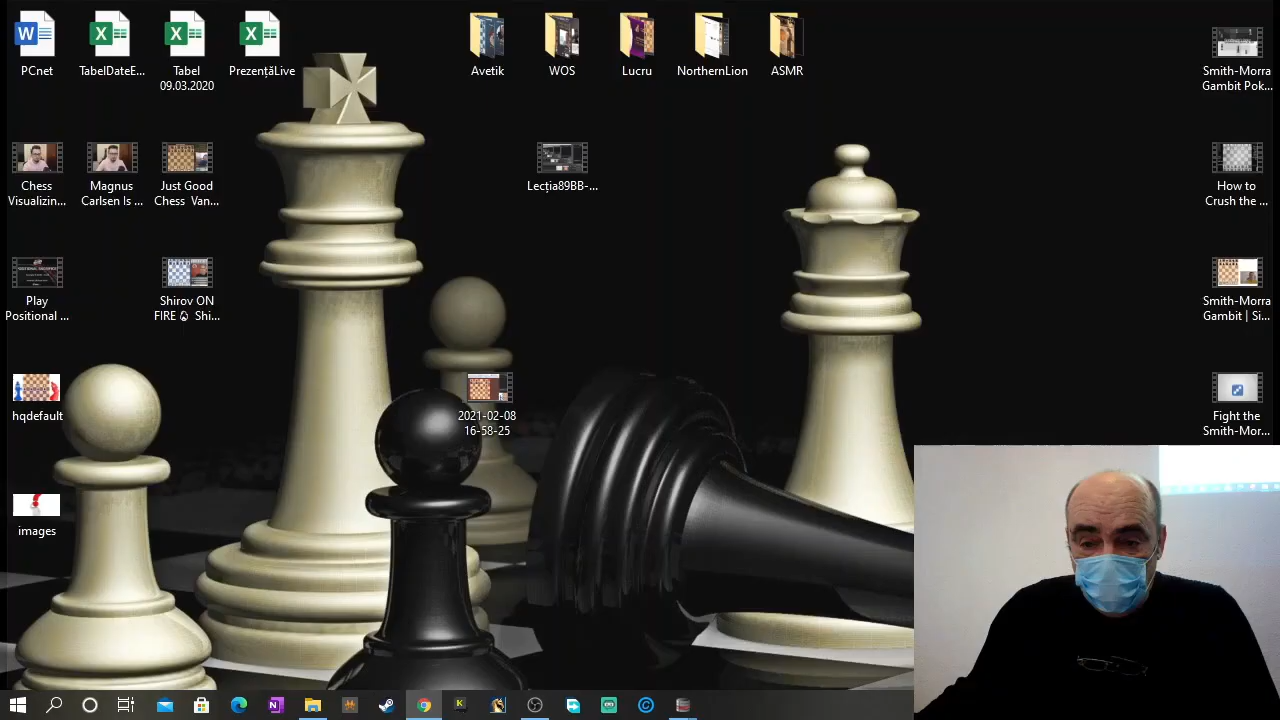 PCnet
TabelDateE...
Tabel
09.03.2020
PrezențăLive
Avetik
WOS
Lucru
NorthernLion
ASMR
Smith-Morra
Gambit Pok...
Chess
Visualizin...
Magnus
Carlsen Is ...
Just Good
Chess Van...
Lecția89BB-...
How to
Crush the ...
Play
Positional ...
Shirov ON
FIRE 🔥 Shi...
Smith-Morra
Gambit | Si...
hqdefault
2021-02-08
16-58-25
Fight the
Smith-Mor...
images